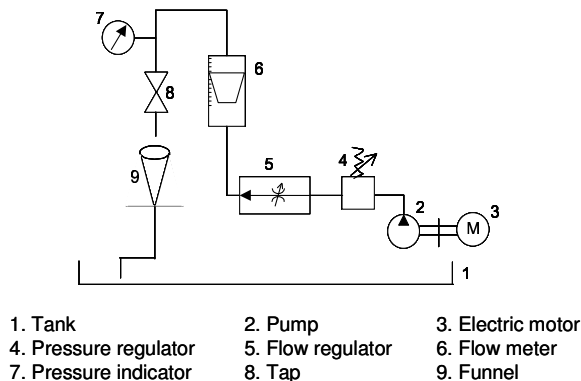 7
6
8
5
4
9
2
3
M
1
1. Tank 2. Pump 3. Electric motor
4. Pressure regulator 5. Flow regulator 6. Flow meter
7. Pressure indicator 8. Tap 9. Funnel